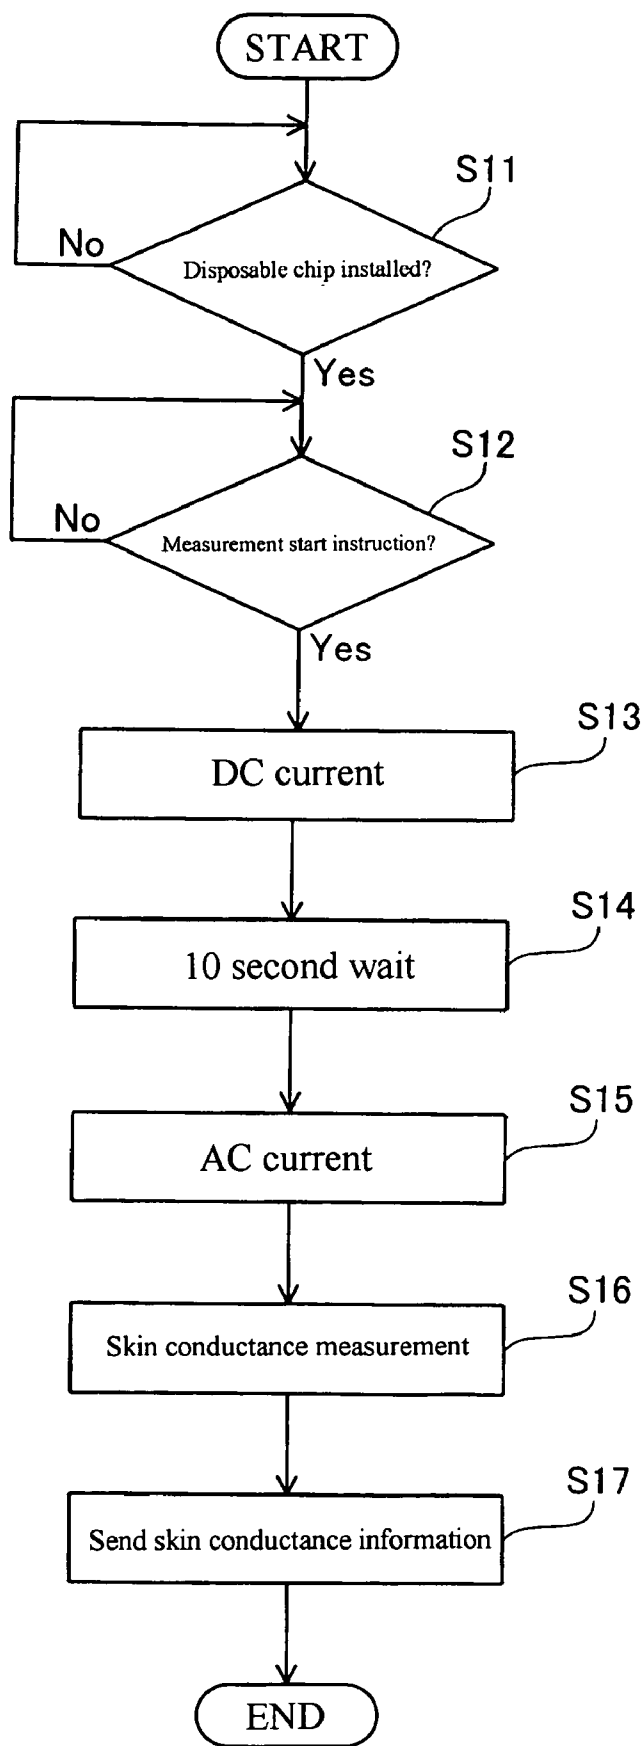 START
S11
No
Disposable chip installed?
Yes
S12
No
Measurement start instruction?
Yes
S13
DC current
S14
10 second wait
S15
AC current
S16
Skin conductance measurement
S17
Send skin conductance information
END